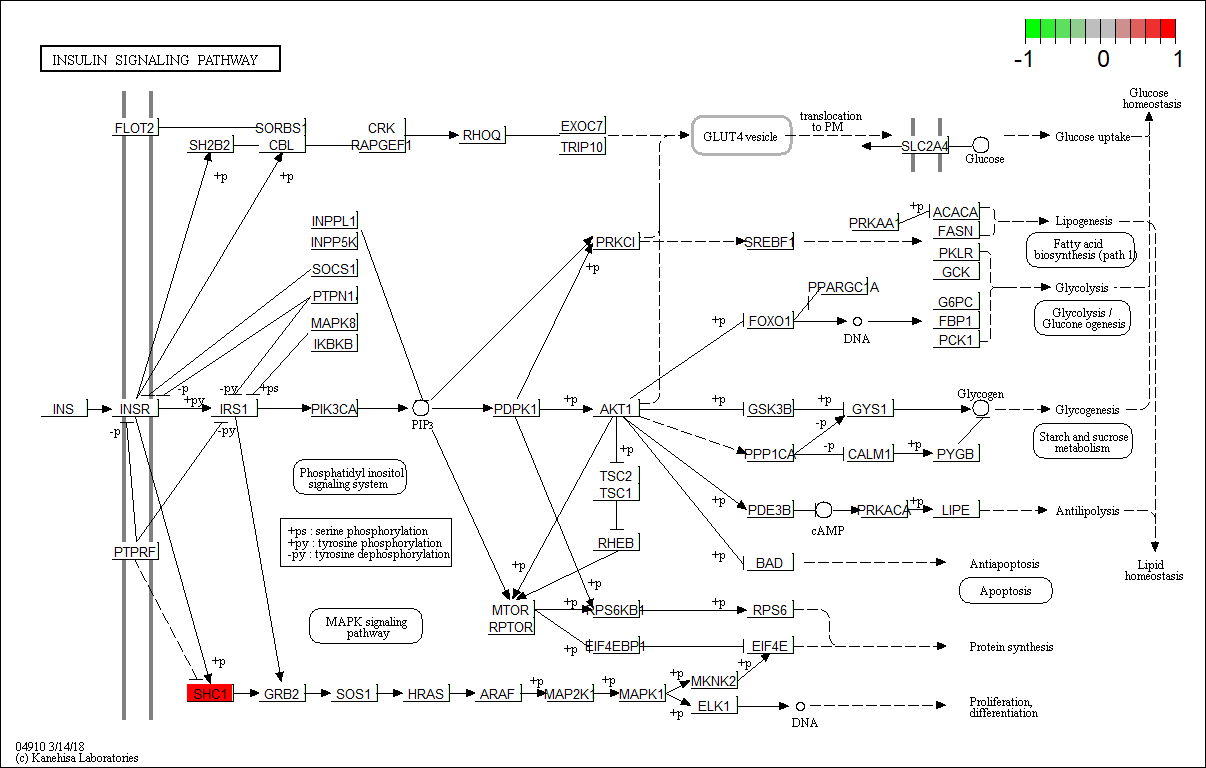 INSULIN SIGNALING PATHWAY
-1 0 1
Glucose
homeostasis
FLOT2
SORBS1
CRK
EXOC7
SH2B2
CBL
RAPGEF1
RHOQ
TRIP10
GLUT4 vesicle
translocation
to PM
SLC2A4
Glucose
Glucose uptake
+p
+p
INPPL1
INPP5K
SOCS1
PTPN1
MAPK8
IKBKB
PRKCI
+p
SREBF1
PRKAA1
+p
ACACA
FASN
PKLR
GCK
G6PC
FBP1
PCK1
Lipogenesis
Fatty acid
biosynthesis (path 1)
Glycolysis
Glycolysis /
Glucone ogenesis
PPARGC1A
+p
FOXO1
DNA
-p
+py
-py
+ps
INS
INSR
IRS1
PIK3CA
PIP3
PDPK1
+p
AKT1
+p
GSK3B
+p
GYS1
Glycogen
Glycogenesis
-p
-py
-p
PPP1CA
-p
CALM1
+p
PYGB
Starch and sucrose
metabolism
Phosphatidyl inositol
signaling system
+p
TSC2
TSC1
+p
PDE3B
cAMP
PRKACA
+p
LIPE
Antilipolysis
+ps : serine phosphorylation
+py : tyrosine phosphorylation
-py : tyrosine dephosphorylation
PTPRF
RHEB
+p
+p
BAD
Antiapoptosis
Apoptosis
Lipid
homeostasis
+p
MTOR
RPTOR
+p
RPS6KB1
+p
RPS6
+p
EIF4EBP1
EIF4E
Protein synthesis
MAPK signaling
pathway
+p
SHC1
GRB2
SOS1
HRAS
ARAF
+p
MAP2K1
+p
MAPK1
+p
MKNK2
+p
+p
ELK1
DNA
Proliferation,
differentiation
04910 3/14/18
(c) Kanehisa Laboratories